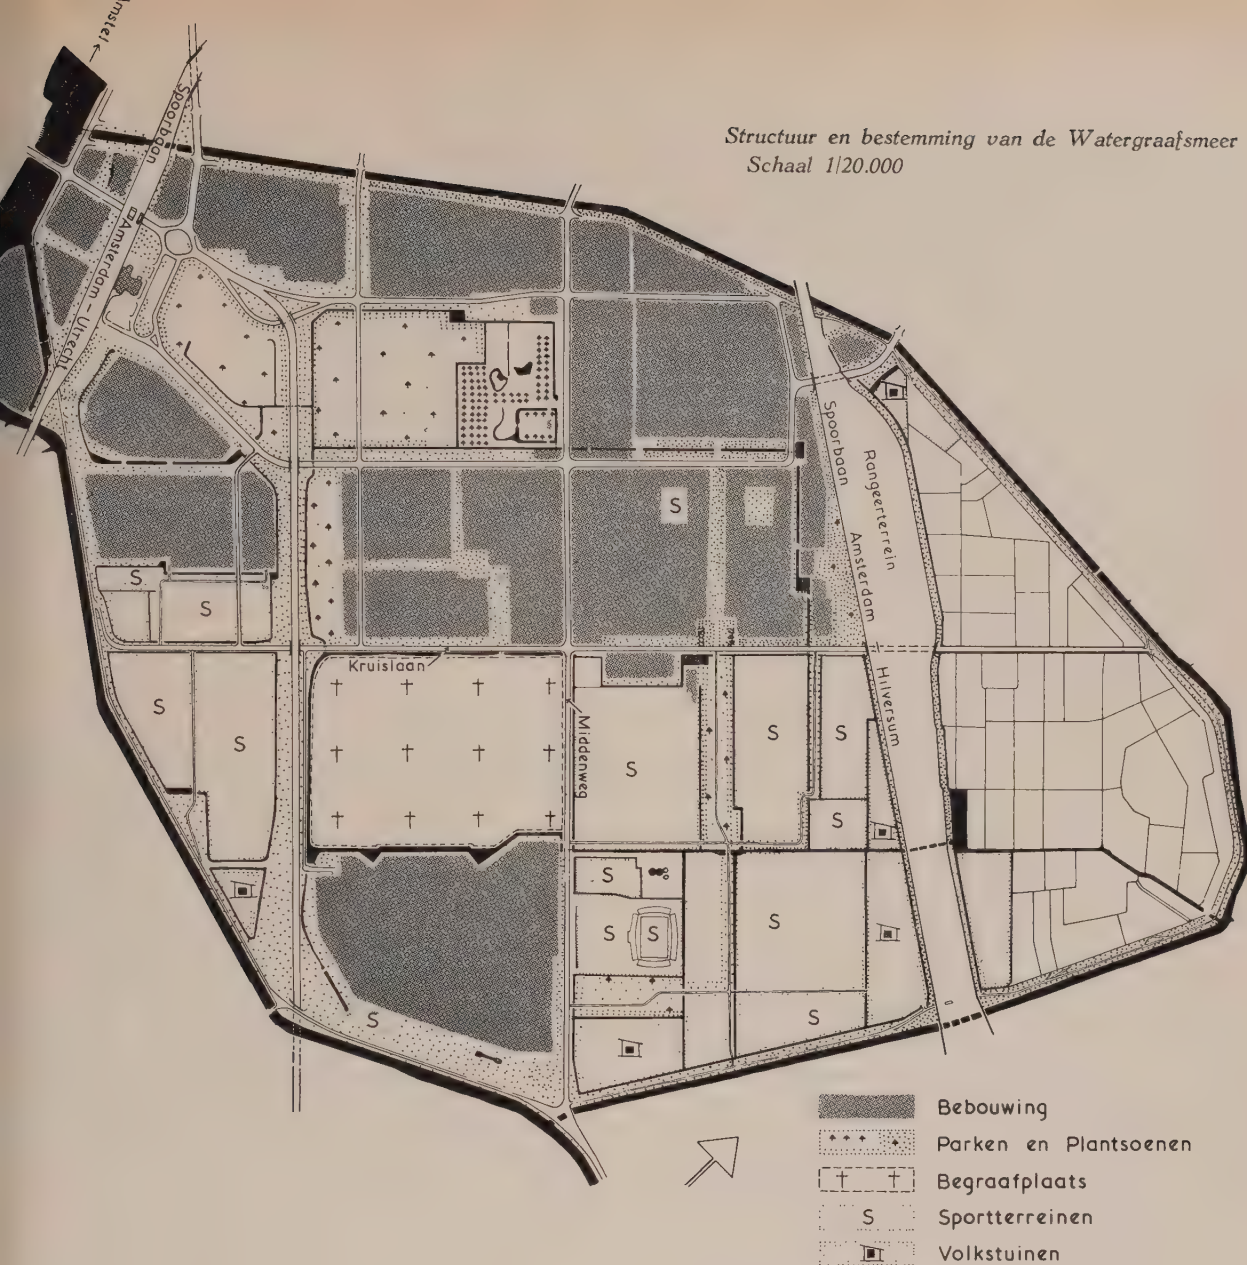 Amstel
Structuur en bestemming van de Watergraafsmeer
Schaal 1/20.000
Spoorbaan
Amsterdam – Utrecht
Spoorbaan
Rangeerterrein
Amsterdam – Hilversum
S
S
S
Kruislaan
Middenweg
S
S
S
S
S
S
S
S
S
S
S
S
S
Bebouwing
Parken en Plantsoenen
Begraafplaats
S
Sportterreinen
Volkstuinen